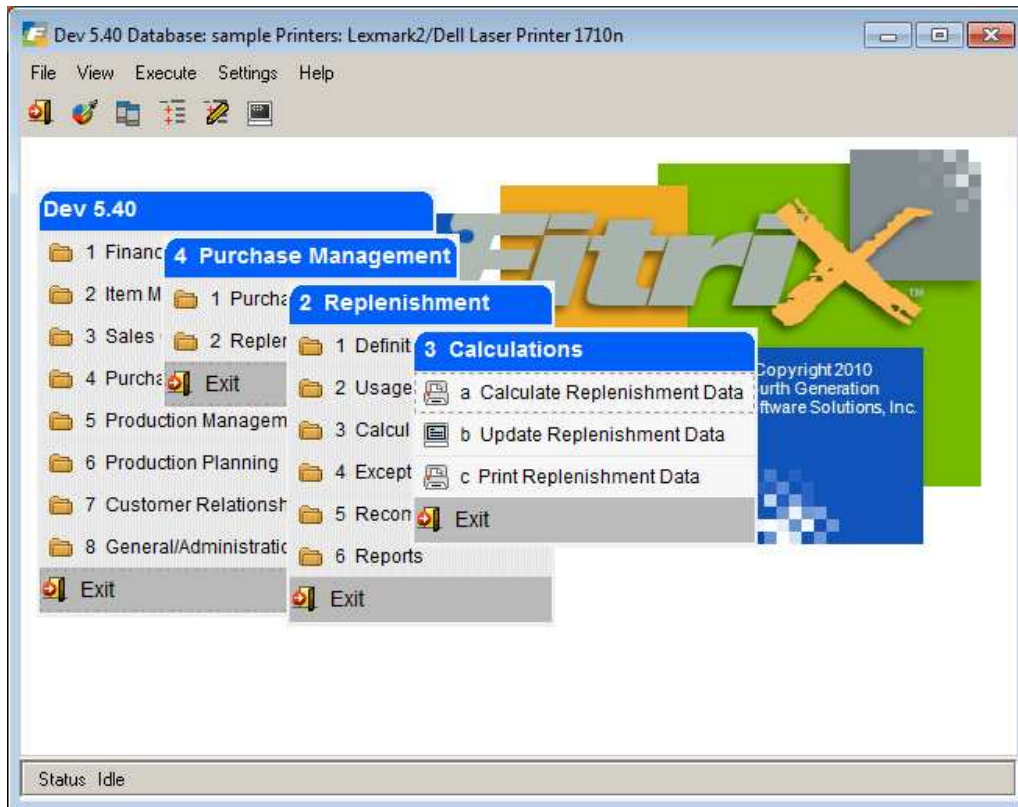 Dev 5.40 Database: sample Printers: Lexmark2/Dell Laser Printer 1710n
File View Execute Settings Help
Dev 5.40
1 Financ
2 Item M
3 Sales
4 Purcha
5 Production Managem
6 Production Planning
7 Customer Relationsh
8 General/Administratio
Exit
4 Purchase Management
1 Purcha
2 Repler
Exit
2 Replenishment
1 Definit
2 Usage
3 Calcul
4 Except
5 Recom
6 Reports
Exit
3 Calculations
a Calculate Replenishment Data
b Update Replenishment Data
c Print Replenishment Data
Exit
FitriX
TM
Copyright 2010
urth Generation
ftware Solutions, Inc.
Status Idle